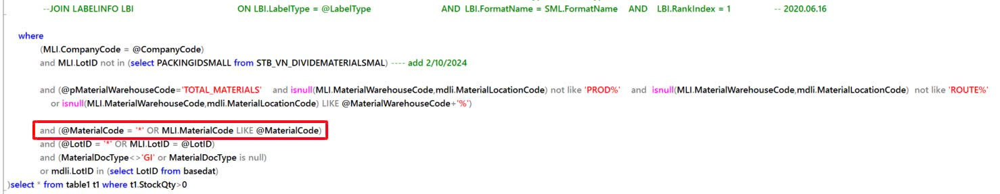 --JOIN LABELINFO LBI ON LBI.LabelType = @LabelType AND LBI.FormatName = SML.FormatName AND LBI.RankIndex = 1 -- 2020.06.16
where
(MLI.CompanyCode = @CompanyCode)
and MLI.LotID not in (select PACKINGIDSMALL from STB_VN_DIVIDEMATERIALSMAL) ---- add 2/10/2024
and (@pMaterialWarehouseCode='TOTAL_MATERIALS' and isnull(MLI.MaterialWarehouseCode,mdli.MaterialLocationCode) not like 'PROD%' and isnull(MLI.MaterialWarehouseCode,mdli.MaterialLocationCode) not like 'ROUTE%'
or isnull(MLI.MaterialWarehouseCode,mdli.MaterialLocationCode) LIKE @MaterialWarehouseCode+'%')
and (@MaterialCode = '*' OR MLI.MaterialCode LIKE @MaterialCode)
and (@LotID = '*' OR MLI.LotID = @LotID)
and (MaterialDocType<>'GI' or MaterialDocType is null)
or mdli.LotID in (select LotID from basedat)
)select * from table1 t1 where t1.StockQty>0